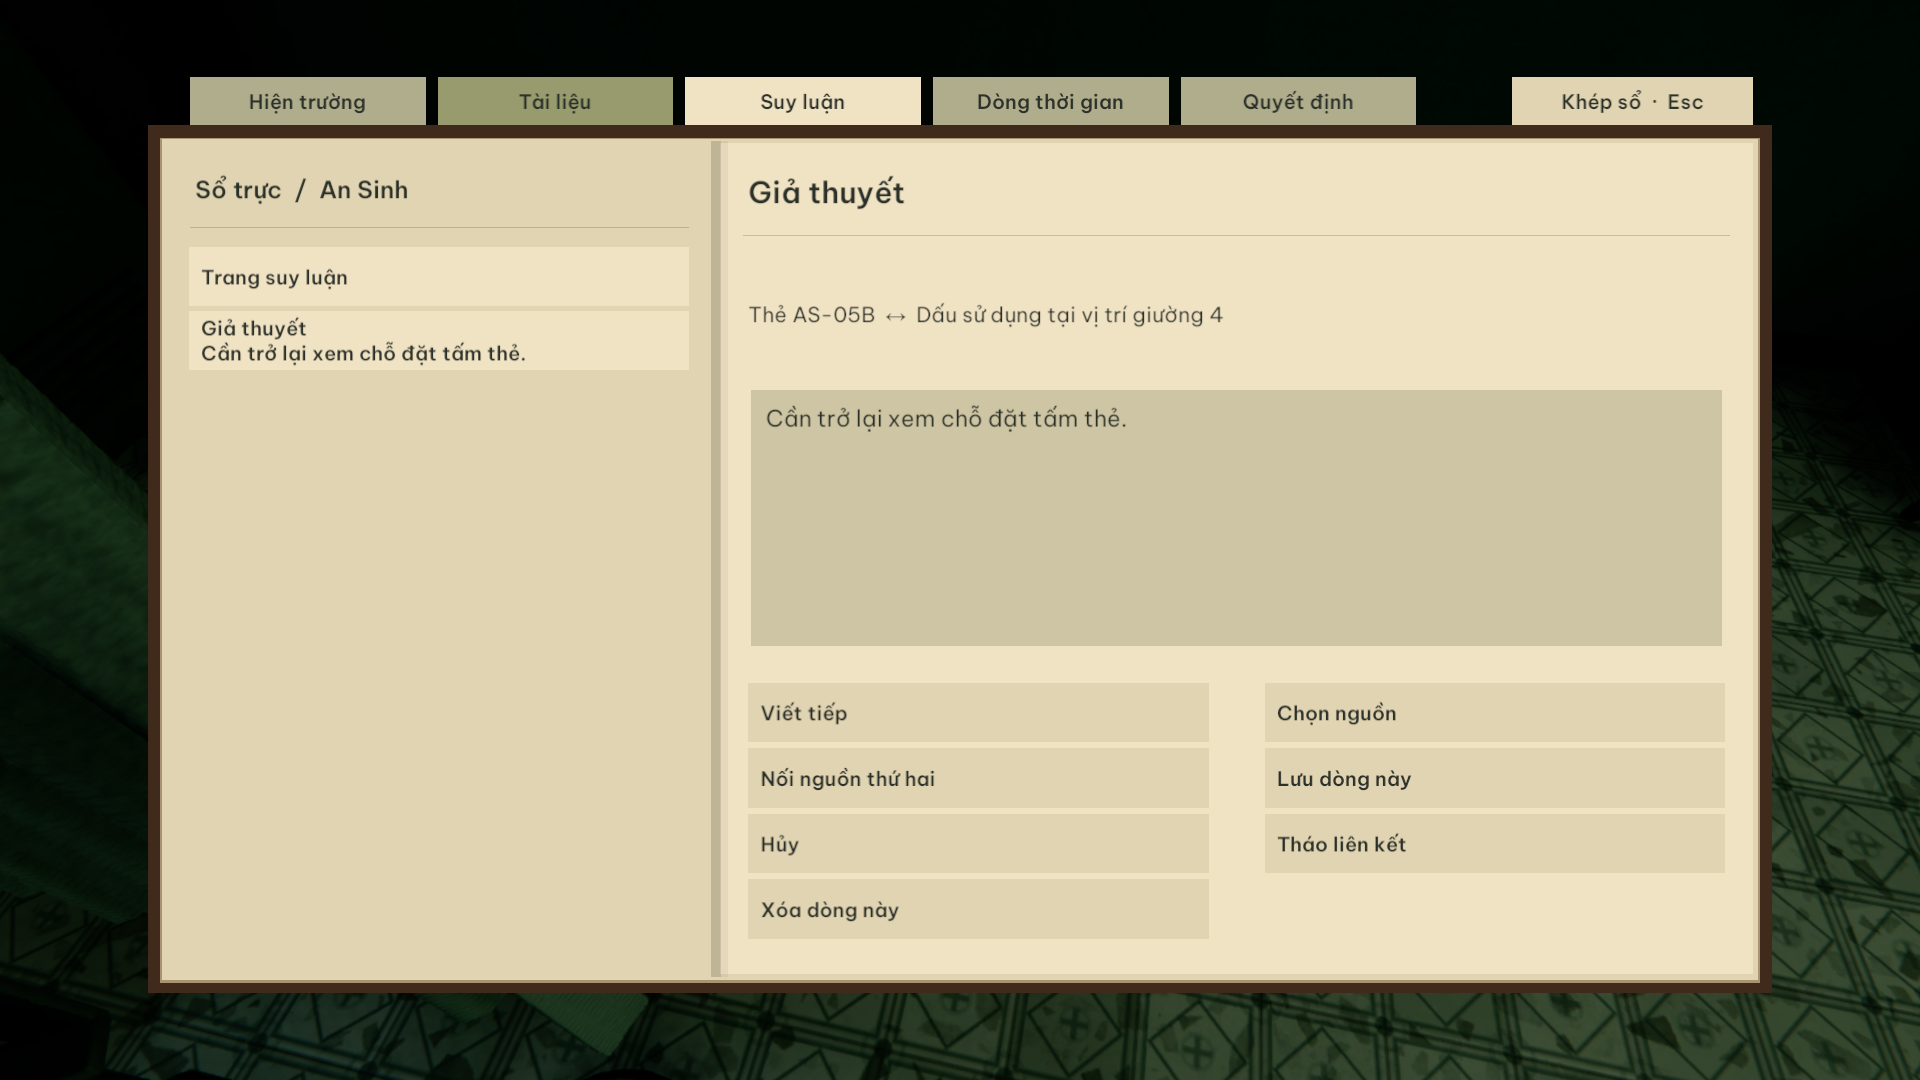 Hiện trường
Tài liệu
Suy luận
Dòng thời gian
Quyết định
Khép sổ · Esc
Sổ trực / An Sinh
Trang suy luận
Giả thuyết
Cần trở lại xem chỗ đặt tấm thẻ.
Giả thuyết
Thẻ AS-05B ↔ Dấu sử dụng tại vị trí giường 4
Cần trở lại xem chỗ đặt tấm thẻ.
Viết tiếp
Chọn nguồn
Nối nguồn thứ hai
Lưu dòng này
Hủy
Tháo liên kết
Xóa dòng này